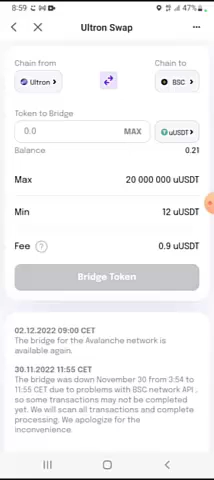 8:59
47%
Ultron Swap
Chain from
Chain to
Ultron >
BSC >
Token to Bridge
0.0
MAX
uUSDT >
Balance
0.21
Max
20 000 000 uUSDT
Min
12 uUSDT
Fee ?
0.9 uUSDT
Bridge Token
02.12.2022 09:00 CET
The bridge for the Avalanche network is
available again.
30.11.2022 11:55 CET
The bridge was down November 30 from 3:54 to
11:55 CET due to problems with BSC network API ,
so some transactions may not be completed
yet. We will scan all transactions and complete
processing. We apologize for the
inconvenience.